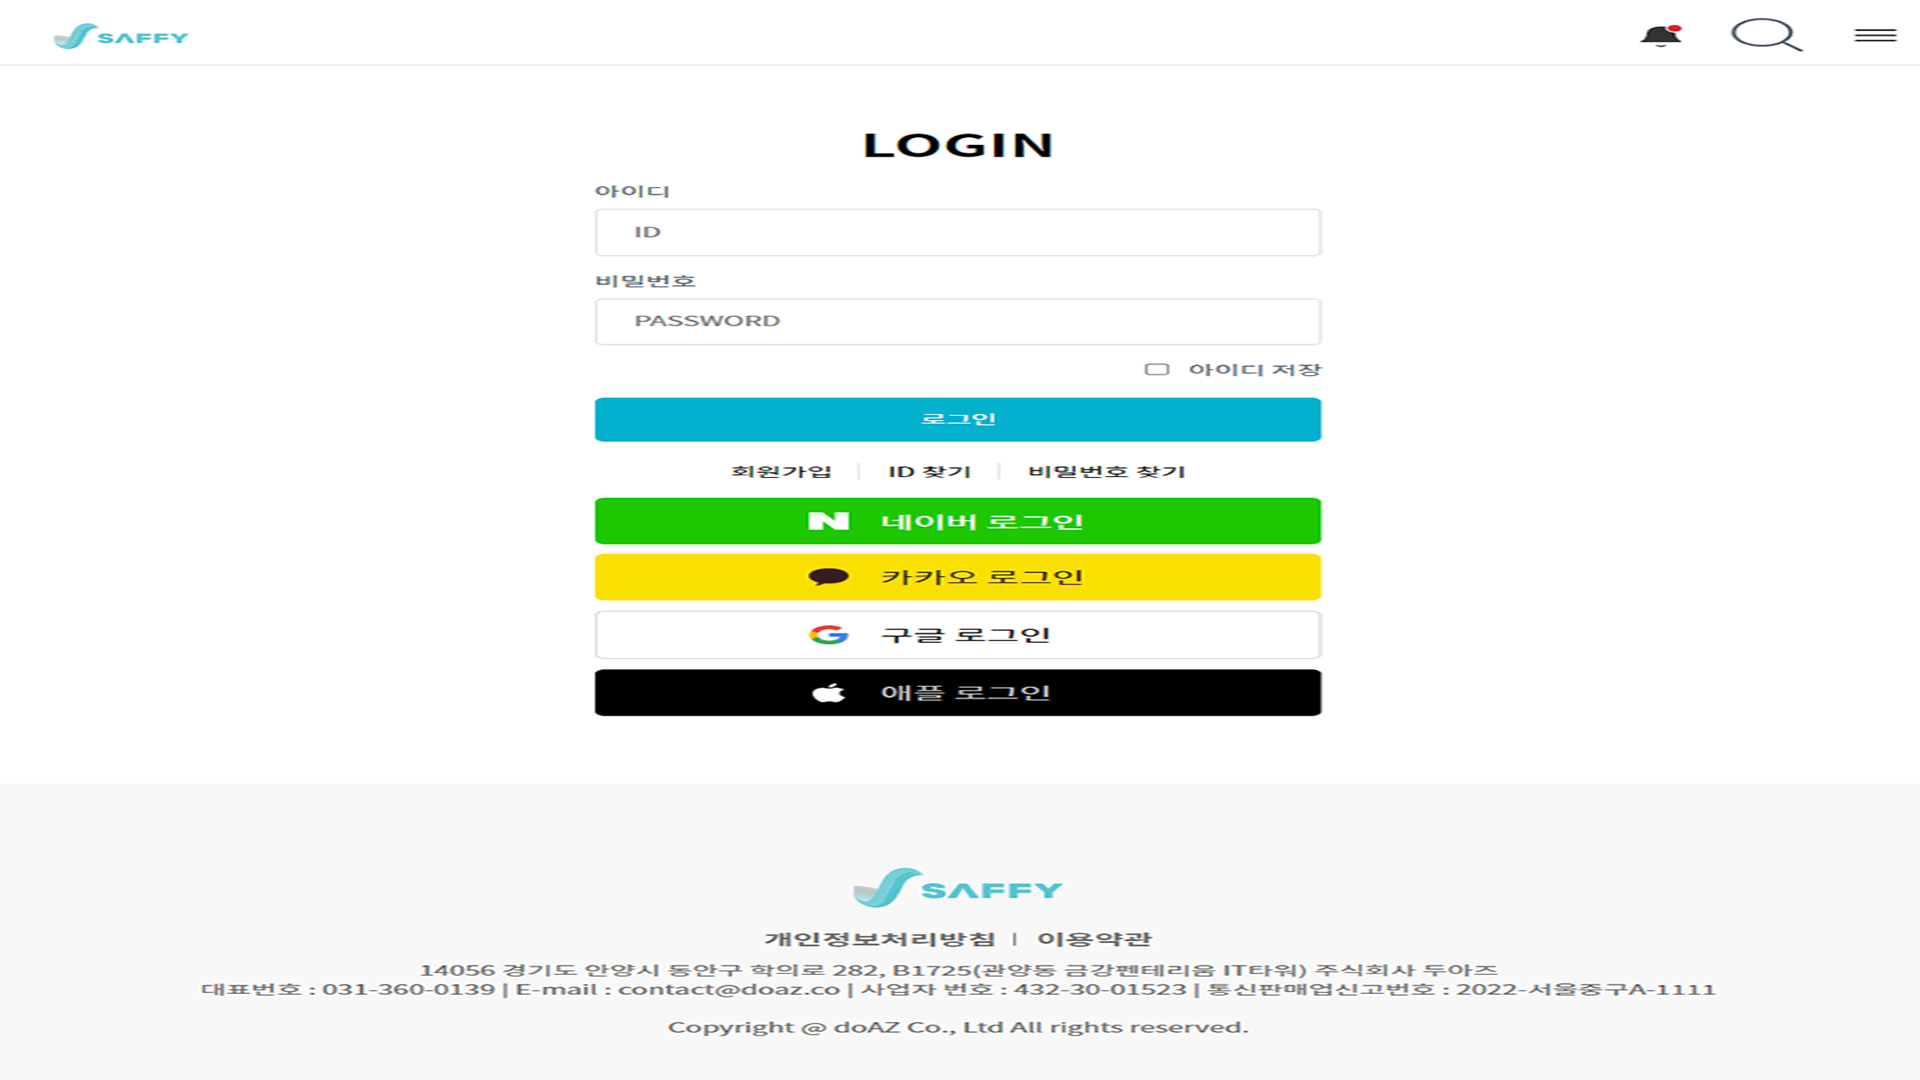 SAFFY
LOGIN
아이디
ID
비밀번호
PASSWORD
아이디 저장
로그인
회원가입 | ID 찾기 | 비밀번호 찾기
N 네이버 로그인
카카오 로그인
G 구글 로그인
애플 로그인
SAFFY
개인정보처리방침 | 이용약관
14056 경기도 안양시 동안구 학의로 282, B1725(관양동 금강펜테리움 IT타워) 주식회사 두아즈
대표번호 : 031-360-0139 | E-mail : contact@doaz.co | 사업자 번호 : 432-30-01523 | 통신판매업신고번호 : 2022-서울중구A-1111
Copyright @ doAZ Co., Ltd All rights reserved.